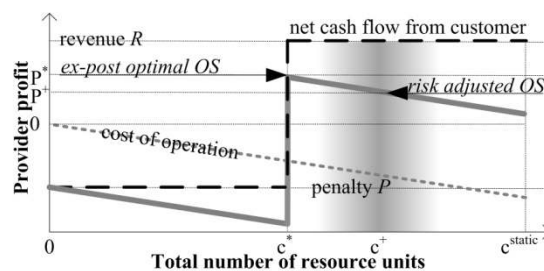 net cash flow from customer
revenue R
P*
ex-post optimal OS
P+
risk adjusted OS
0
cost of operation
penalty P
Provider profit
0
c*
c+
c static
Total number of resource units